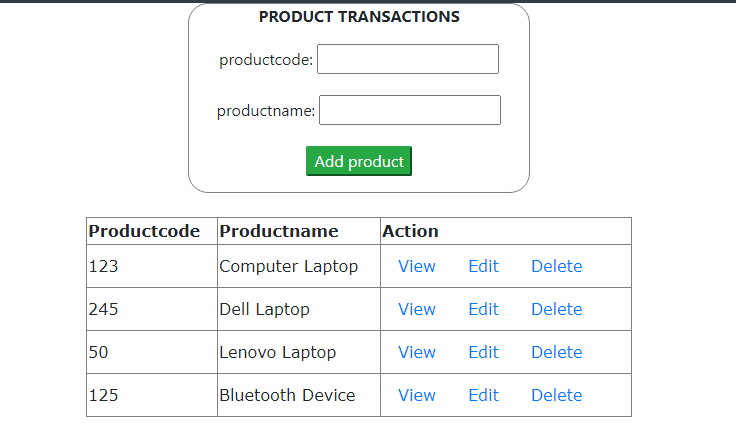 PRODUCT TRANSACTIONS
productcode:
productname:
Add product
Productcode Productname Action
123 Computer Laptop View Edit Delete
245 Dell Laptop View Edit Delete
50 Lenovo Laptop View Edit Delete
125 Bluetooth Device View Edit Delete